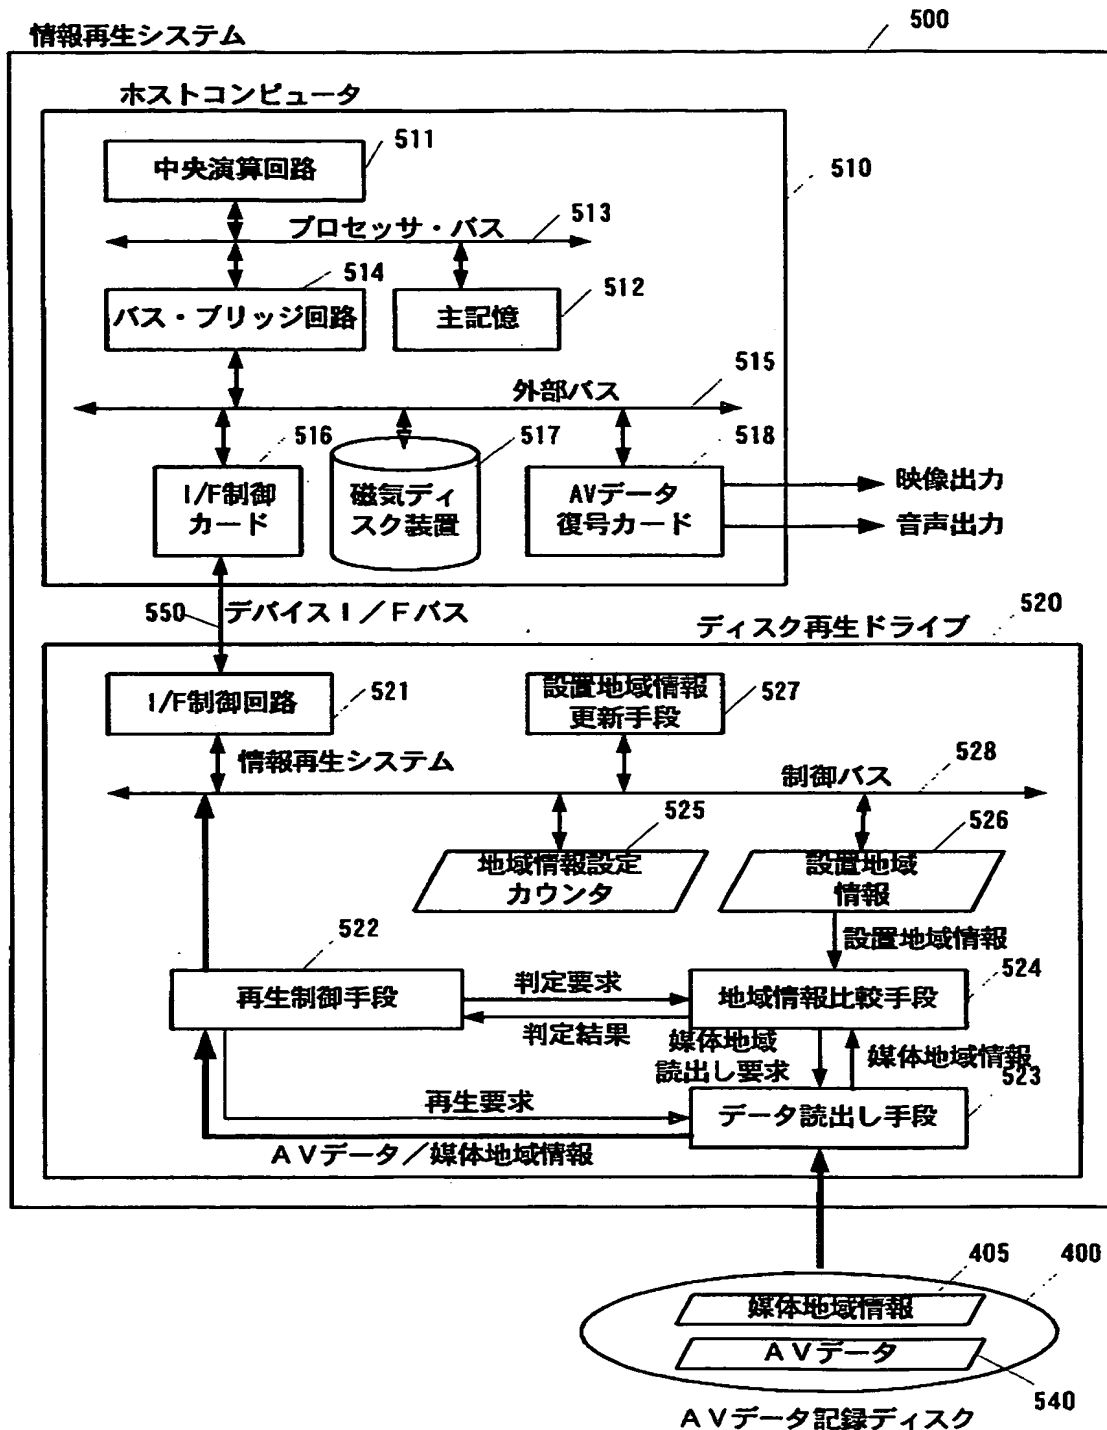 情報再生システム
500
ホストコンピュータ
511
中央演算回路
510
プロセッサ・バス
513
514
512
バス・ブリッジ回路
主記憶
515
外部バス
516
517
518
I/F制御
カード
磁気ディ
スク装置
AVデータ
復号カード
映像出力
音声出力
550
デバイスI/Fバス
520
ディスク再生ドライブ
I/F制御回路
521
設置地域情報
更新手段
527
情報再生システム
制御バス
528
525
526
地域情報設定
カウンタ
設置地域
情報
522
設置地域情報
524
再生制御手段
判定要求
地域情報比較手段
判定結果
媒体地域
読出し要求
媒体地域情報
523
再生要求
データ読出し手段
AVデータ/媒体地域情報
405
400
媒体地域情報
AVデータ
540
AVデータ記録ディスク